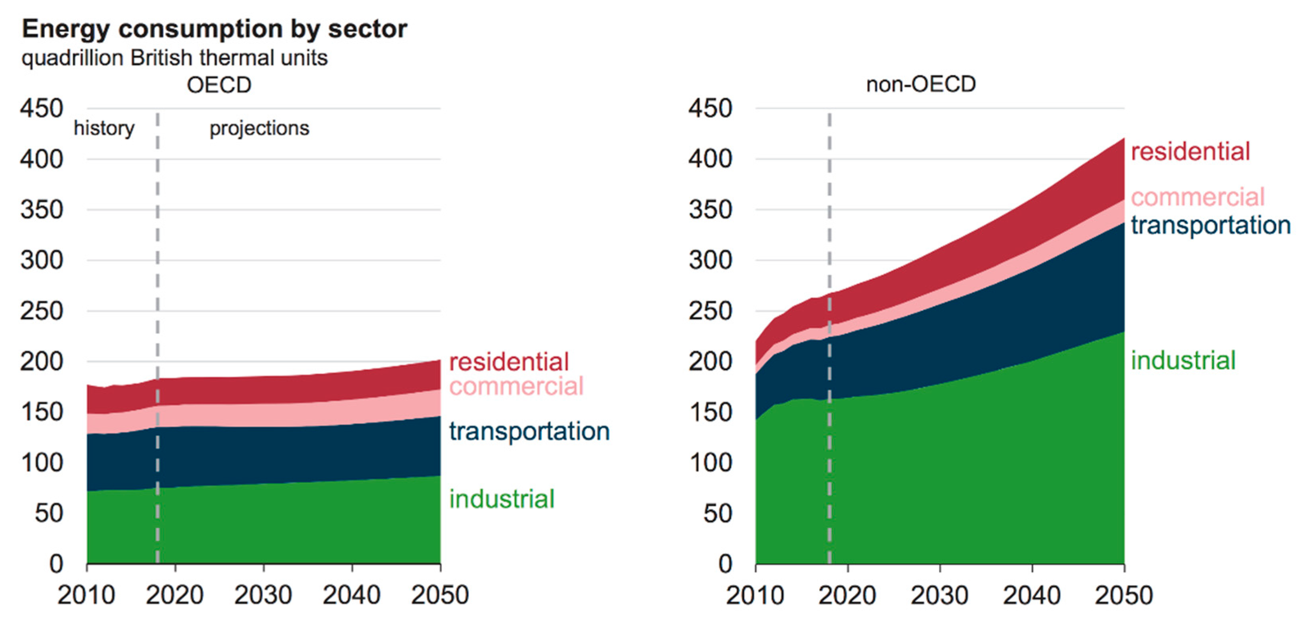 Energy consumption by sector
quadrillion British thermal units
OECD
450
history
projections
400
350
300
250
200
150
100
50
0
2010 2020 2030 2040 2050
residential
commercial
transportation
industrial
non-OECD
450
400
350
300
250
200
150
100
50
0
2010 2020 2030 2040 2050
residential
commercial
transportation
industrial